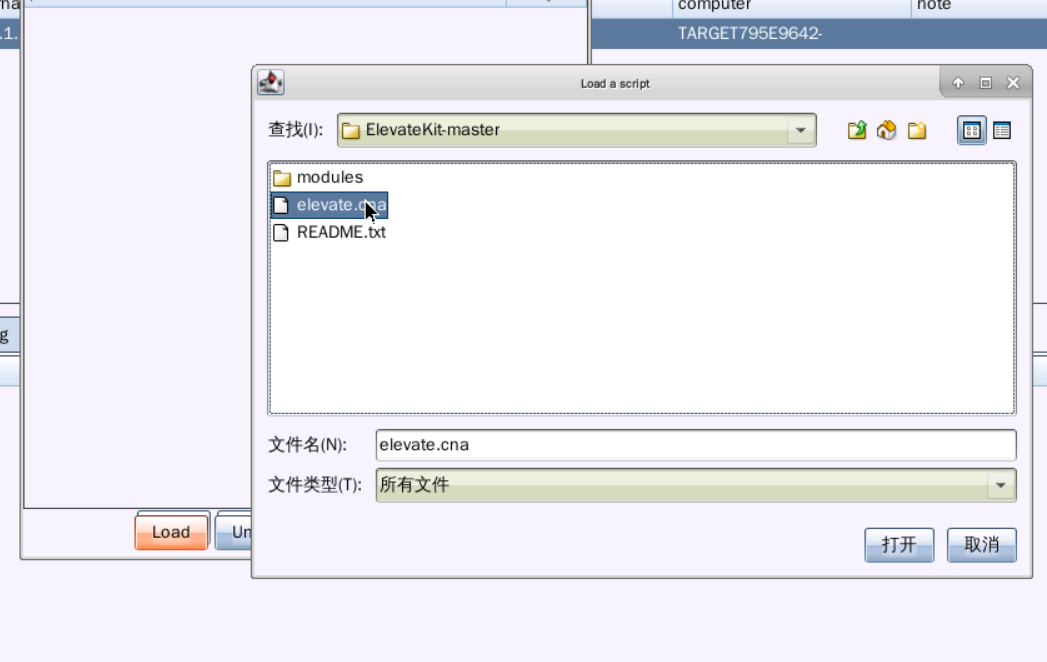 computer note
TARGET795E9642-
Load a script
查找(I): ElevateKit-master
modules
elevate.cna
README.txt
g
文件名(N): elevate.cna
文件类型(T): 所有文件
Load Un
打开 取消